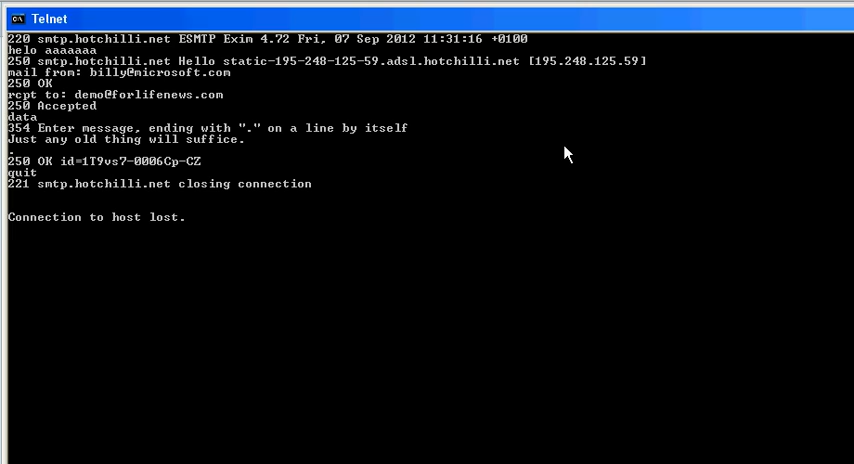 Telnet
220 smtp.hotchilli.net ESMTP Exim 4.72 Fri, 07 Sep 2012 11:31:16 +0100
helo aaaaaaa
250 smtp.hotchilli.net Hello static-195-248-125-59.adsl.hotchilli.net [195.248.125.59]
mail from: billy@microsoft.com
250 OK
rcpt to: demo@forlifenews.com
250 Accepted
data
354 Enter message, ending with "." on a line by itself
Just any old thing will suffice.
.
250 OK id=1T9vs7-0006Cp-CZ
quit
221 smtp.hotchilli.net closing connection
Connection to host lost.